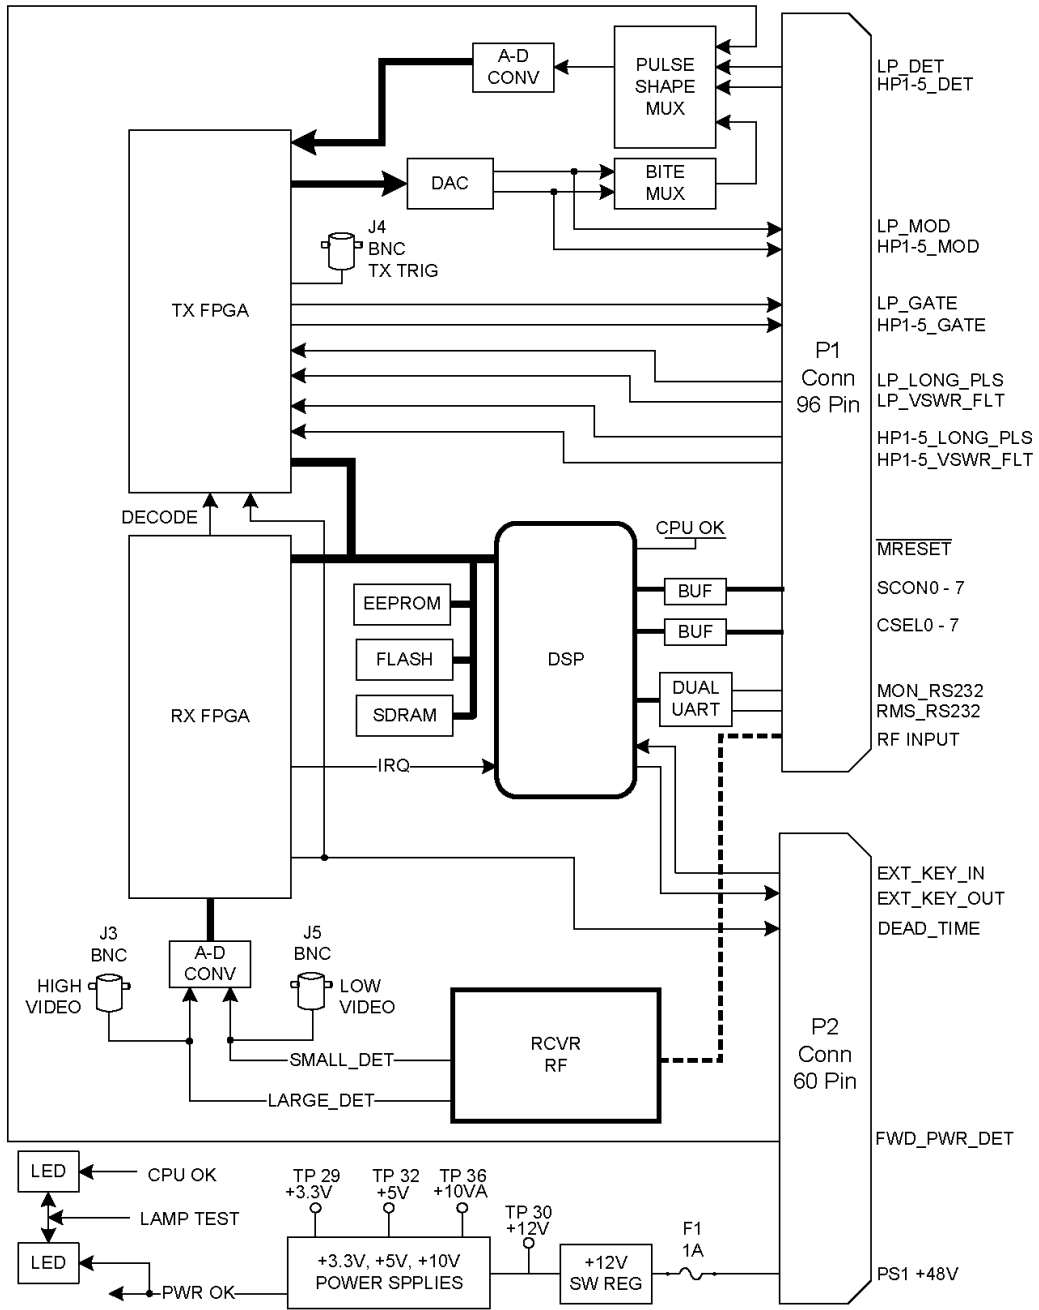 A-D
CONV
PULSE
SHAPE
MUX
LP_DET
HP1-5_DET
DAC
BITE
MUX
J4
BNC
TX TRIG
LP_MOD
HP1-5_MOD
TX FPGA
LP_GATE
HP1-5_GATE
P1
Conn
96 Pin
LP_LONG_PLS
LP_VSWR_FLT
HP1-5_LONG_PLS
HP1-5_VSWR_FLT
DECODE
CPU OK
MRESET
EEPROM
BUF
SCON0 - 7
FLASH
DSP
BUF
CSEL0 - 7
RX FPGA
SDRAM
DUAL
UART
MON_RS232
RMS_RS232
RF INPUT
IRQ
EXT_KEY_IN
EXT_KEY_OUT
DEAD_TIME
J3
BNC
HIGH
VIDEO
A-D
CONV
J5
BNC
LOW
VIDEO
RCVR
RF
P2
Conn
60 Pin
SMALL_DET
LARGE_DET
FWD_PWR_DET
LED
CPU OK
LAMP TEST
LED
PWR OK
TP 29
+3.3V
TP 32
+5V
TP 36
+10VA
TP 30
+12V
F1
1A
+3.3V, +5V, +10V
POWER SPPLIES
+12V
SW REG
PS1 +48V